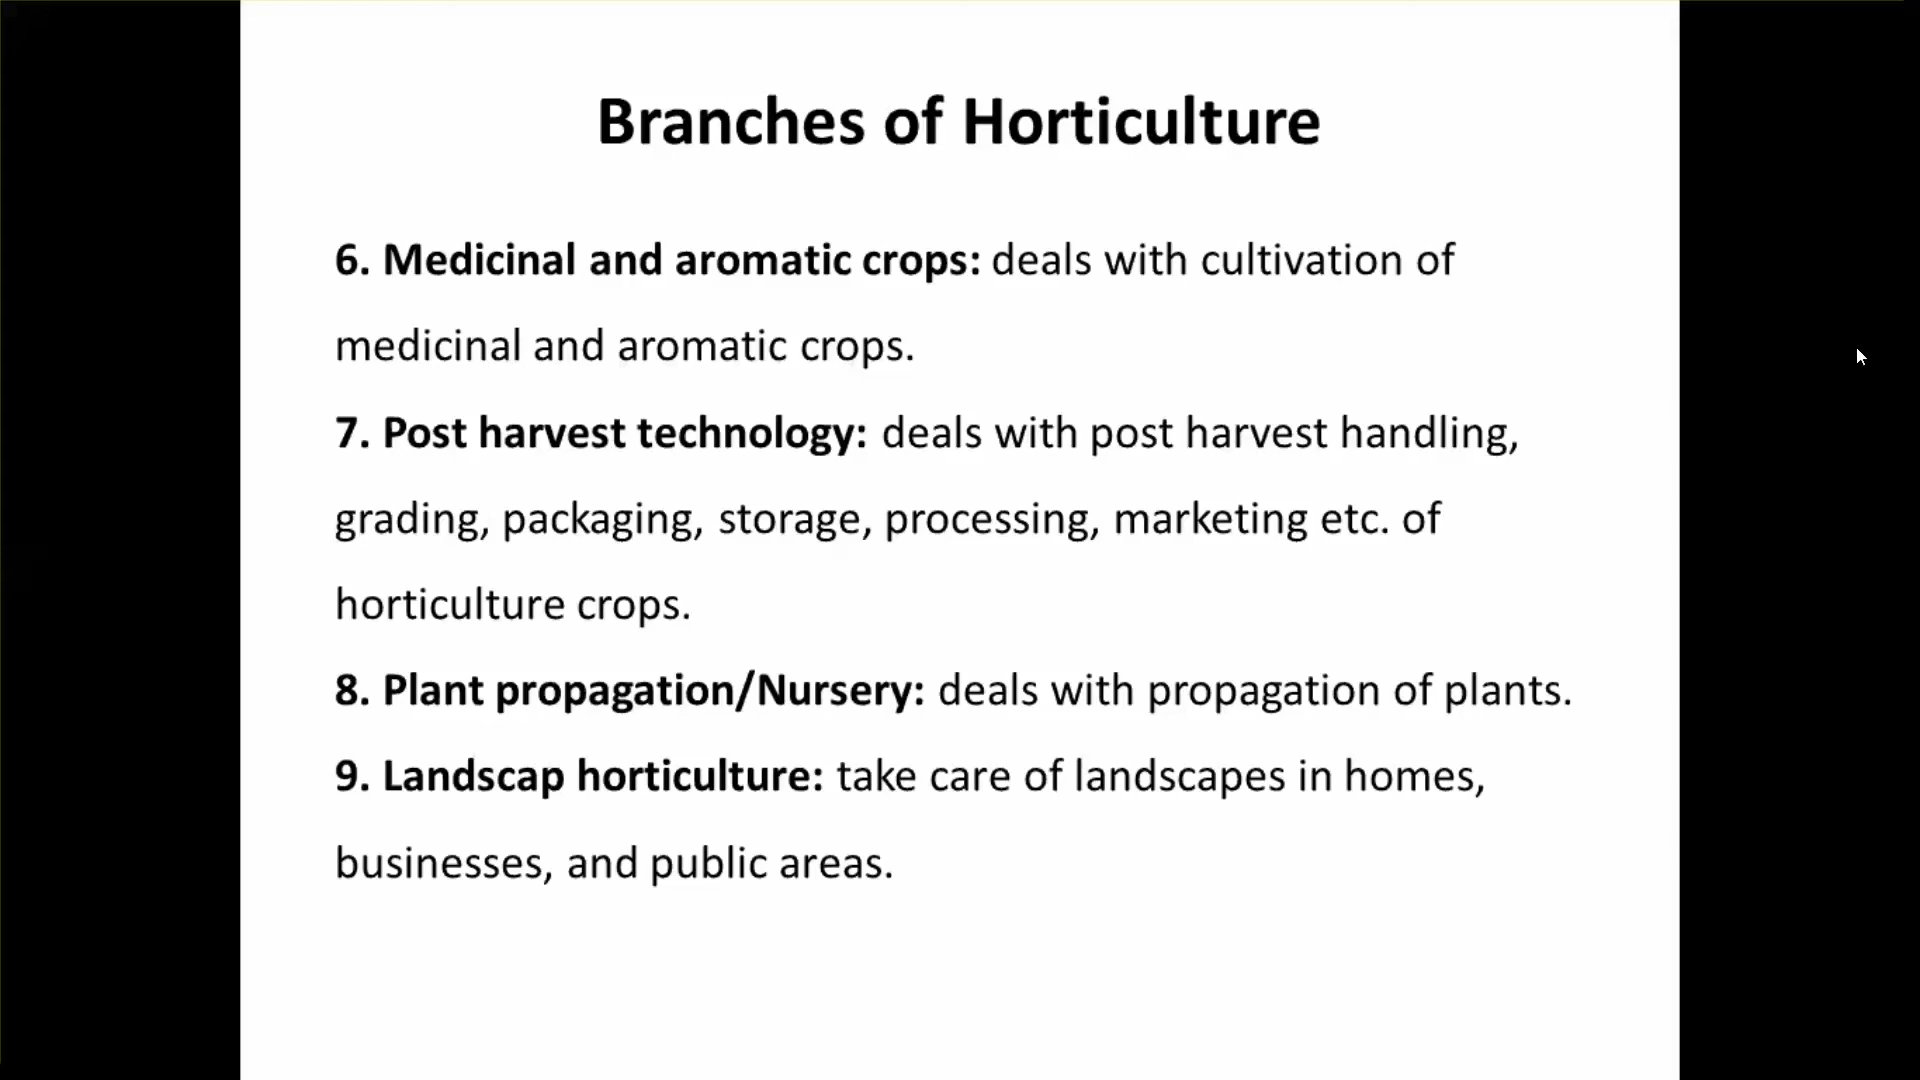 Branches of Horticulture
6. Medicinal and aromatic crops: deals with cultivation of
medicinal and aromatic crops.
7. Post harvest technology: deals with post harvest handling,
grading, packaging, storage, processing, marketing etc. of
horticulture crops.
8. Plant propagation/Nursery: deals with propagation of plants.
9. Landscap horticulture: take care of landscapes in homes,
businesses, and public areas.